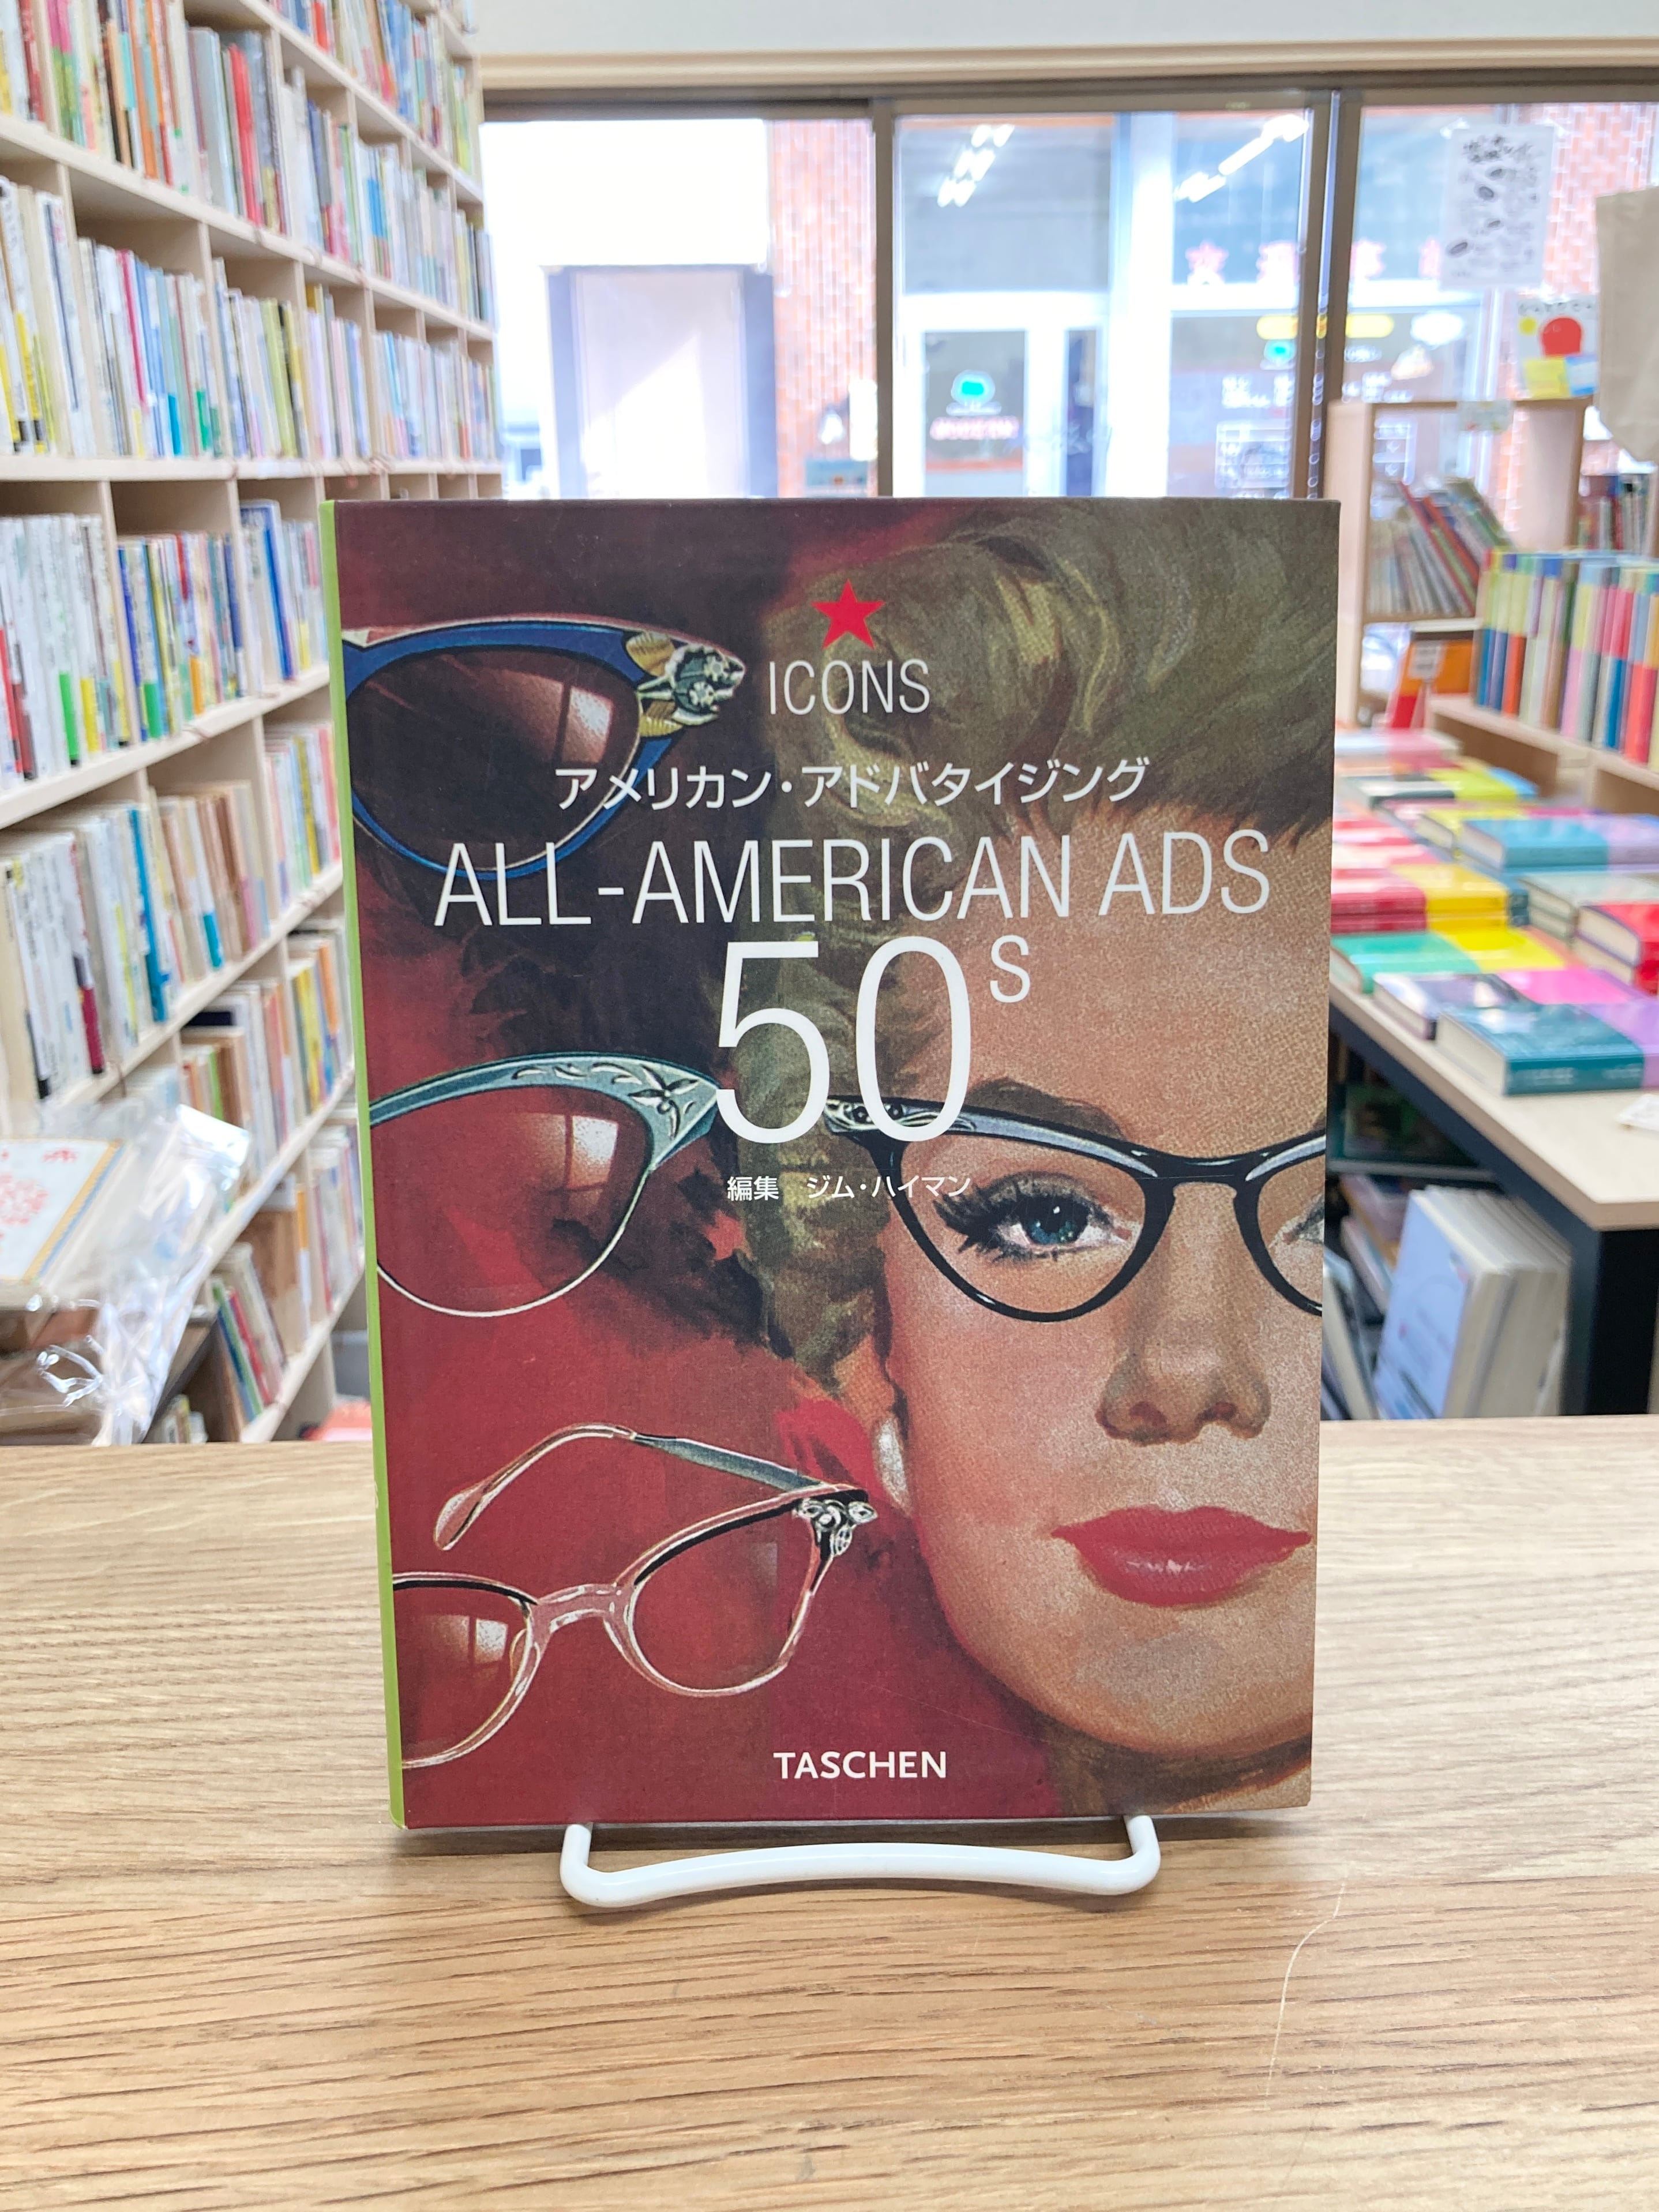 ICONS
アメリカン・アドバタイジング
ALL-AMERICAN ADS
50s
編集 ジム・ハイマン
TASCHEN